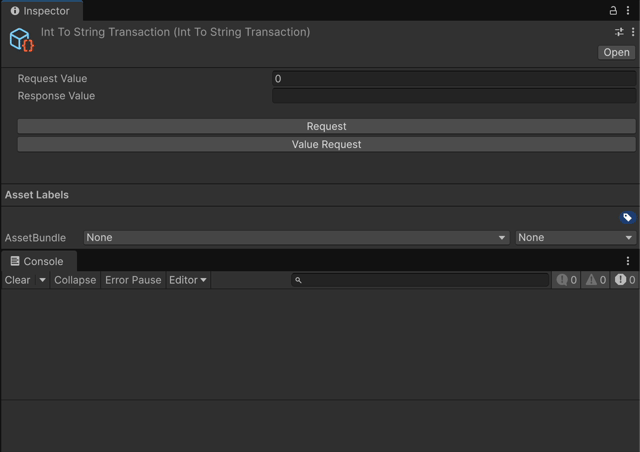 Inspector
Int To String Transaction (Int To String Transaction)
Open
Request Value 0
Response Value
Request
Value Request
Asset Labels
AssetBundle None None
Console
Clear Collapse Error Pause Editor 0 0 0